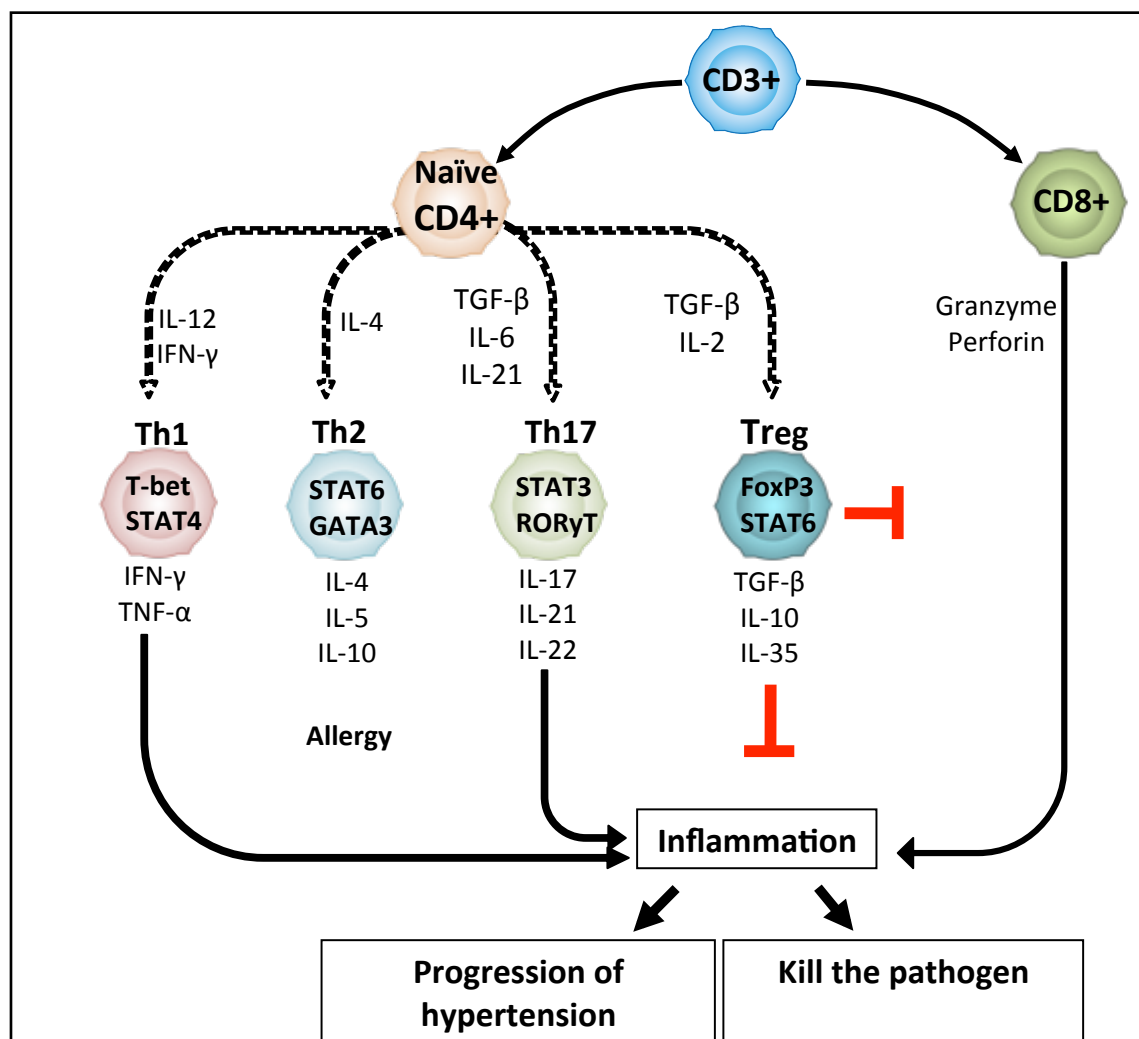 CD3+
Naïve
CD4+
CD8+
IL-12
IFN-γ
IL-4
TGF-β
IL-6
IL-21
TGF-β
IL-2
Granzyme
Perforin
Th1
Th2
Th17
Treg
T-bet
STAT4
STAT6
GATA3
STAT3
RORγT
FoxP3
STAT6
IFN-γ
TNF-α
IL-4
IL-5
IL-10
IL-17
IL-21
IL-22
TGF-β
IL-10
IL-35
Allergy
Inflammation
Progression of
hypertension
Kill the pathogen